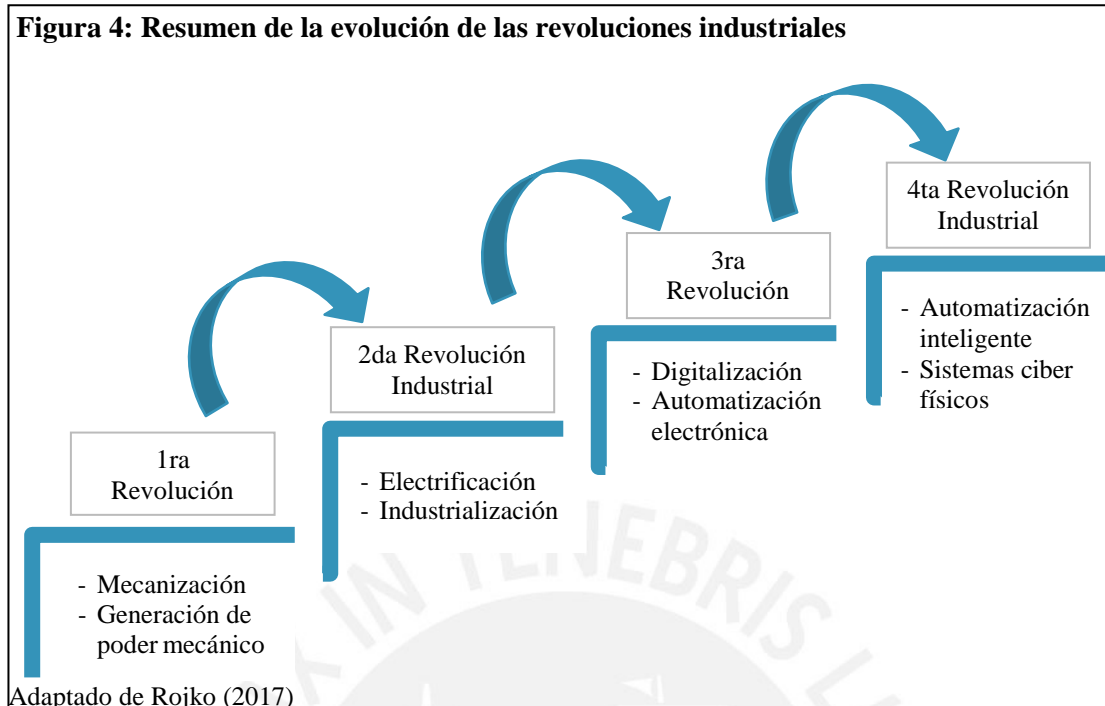 Figura 4: Resumen de la evolución de las revoluciones industriales
1ra
Revolución
- Mecanización
- Generación de
poder mecánico
2da Revolución
Industrial
- Electrificación
- Industrialización
3ra
Revolución
- Digitalización
- Automatización
electrónica
4ta Revolución
Industrial
- Automatización
inteligente
- Sistemas ciber
físicos
Adaptado de Rojko (2017)
IN TENEBRIS